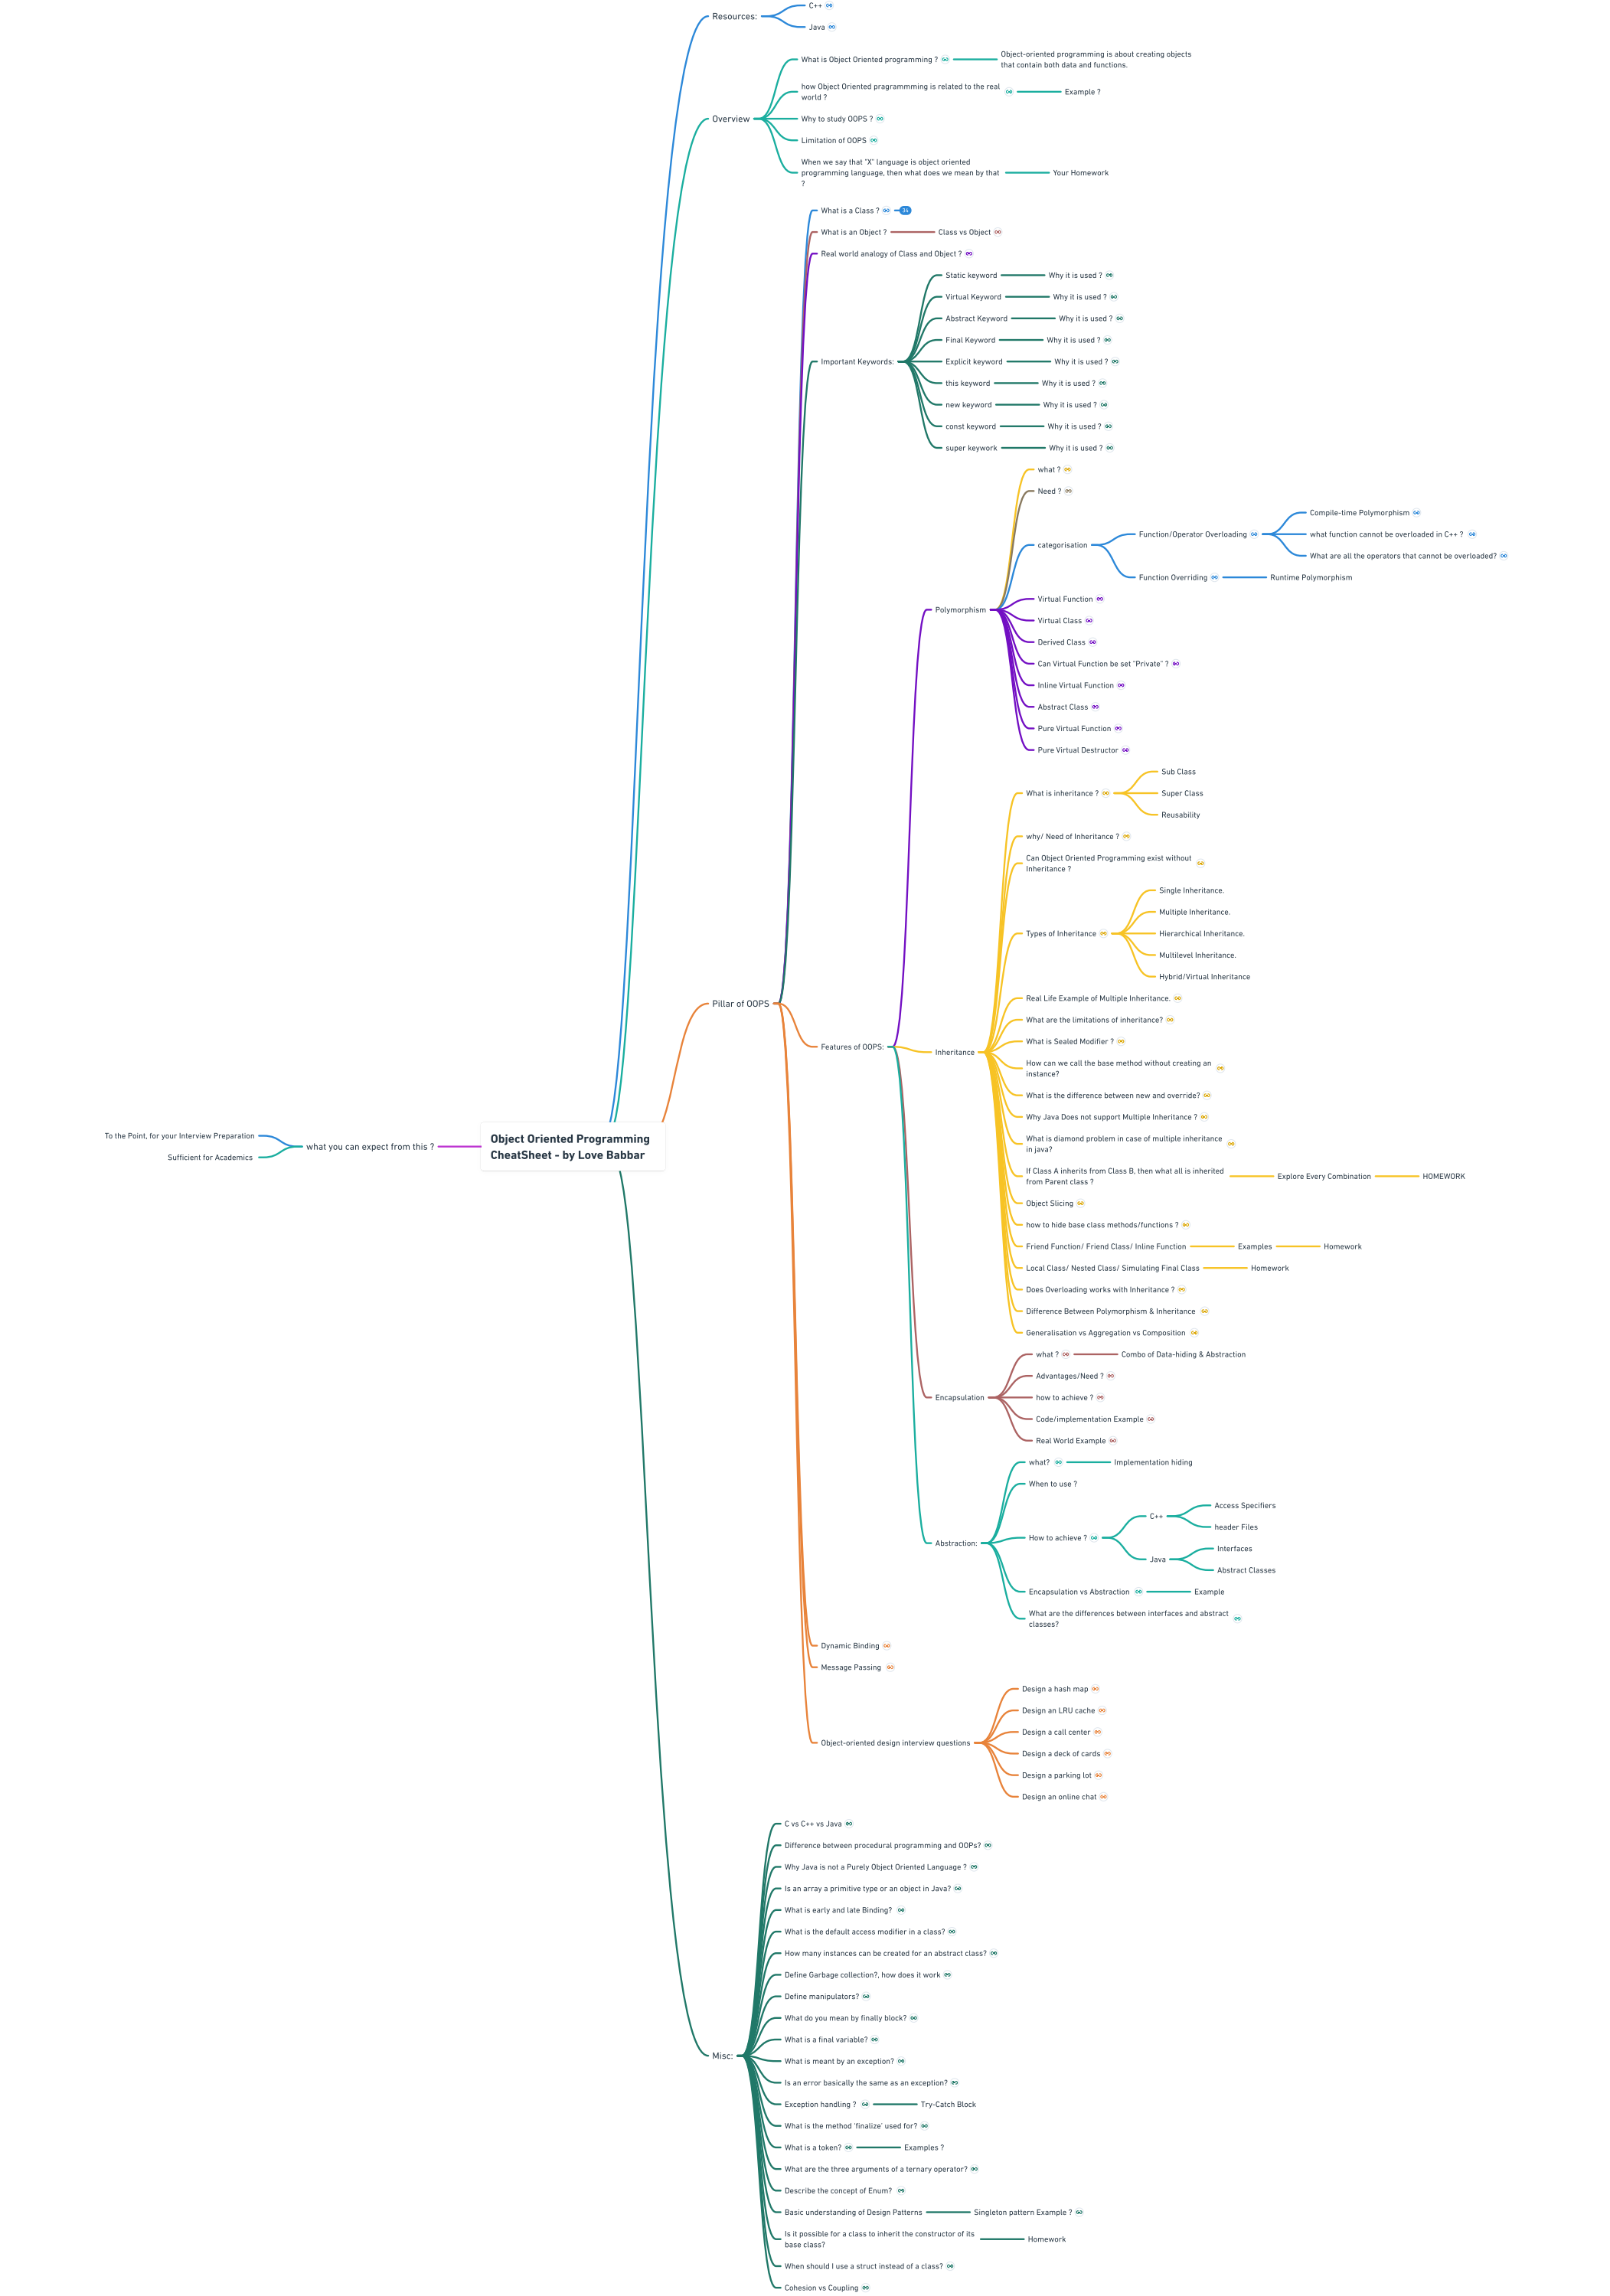 Resources:
C++
Java
Overview
What is Object Oriented programming ?
Object-oriented programming is about creating objects
that contain both data and functions.
how Object Oriented pragrammming is related to the real
world ?
Example ?
Why to study OOPS ?
Limitation of OOPS
When we say that "X" language is object oriented
programming language, then what does we mean by that
?
Your Homework
Pillar of OOPS
What is a Class ?
34
What is an Object ?
Class vs Object
Real world analogy of Class and Object ?
Important Keywords:
Static keyword
Why it is used ?
Virtual Keyword
Why it is used ?
Abstract Keyword
Why it is used ?
Final Keyword
Why it is used ?
Explicit keyword
Why it is used ?
this keyword
Why it is used ?
new keyword
Why it is used ?
const keyword
Why it is used ?
super keywork
Why it is used ?
Features of OOPS:
Polymorphism
what ?
Need ?
categorisation
Function/Operator Overloading
Compile-time Polymorphism
what function cannot be overloaded in C++ ?
What are all the operators that cannot be overloaded?
Function Overriding
Runtime Polymorphism
Virtual Function
Virtual Class
Derived Class
Can Virtual Function be set "Private" ?
Inline Virtual Function
Abstract Class
Pure Virtual Function
Pure Virtual Destructor
Inheritance
What is inheritance ?
Sub Class
Super Class
Reusability
why/ Need of Inheritance ?
Can Object Oriented Programming exist without
Inheritance ?
Types of Inheritance
Single Inheritance.
Multiple Inheritance.
Hierarchical Inheritance.
Multilevel Inheritance.
Hybrid/Virtual Inheritance
Real Life Example of Multiple Inheritance.
What are the limitations of inheritance?
What is Sealed Modifier ?
How can we call the base method without creating an
instance?
What is the difference between new and override?
Why Java Does not support Multiple Inheritance ?
What is diamond problem in case of multiple inheritance
in java?
If Class A inherits from Class B, then what all is inherited
from Parent class ?
Explore Every Combination
HOMEWORK
Object Slicing
how to hide base class methods/functions ?
Friend Function/ Friend Class/ Inline Function
Examples
Homework
Local Class/ Nested Class/ Simulating Final Class
Homework
Does Overloading works with Inheritance ?
Difference Between Polymorphism & Inheritance
Generalisation vs Aggregation vs Composition
Encapsulation
what ?
Combo of Data-hiding & Abstraction
Advantages/Need ?
how to achieve ?
Code/implementation Example
Real World Example
Abstraction:
what?
Implementation hiding
When to use ?
How to achieve ?
C++
Access Specifiers
header Files
Java
Interfaces
Abstract Classes
Encapsulation vs Abstraction
Example
What are the differences between interfaces and abstract
classes?
Dynamic Binding
Message Passing
Object-oriented design interview questions
Design a hash map
Design an LRU cache
Design a call center
Design a deck of cards
Design a parking lot
Design an online chat
Object Oriented Programming
CheatSheet - by Love Babbar
what you can expect from this ?
To the Point, for your Interview Preparation
Sufficient for Academics
Misc:
C vs C++ vs Java
Difference between procedural programming and OOPs?
Why Java is not a Purely Object Oriented Language ?
Is an array a primitive type or an object in Java?
What is early and late Binding?
What is the default access modifier in a class?
How many instances can be created for an abstract class?
Define Garbage collection?, how does it work
Define manipulators?
What do you mean by finally block?
What is a final variable?
What is meant by an exception?
Is an error basically the same as an exception?
Exception handling ?
Try-Catch Block
What is the method 'finalize' used for?
What is a token?
Examples ?
What are the three arguments of a ternary operator?
Describe the concept of Enum?
Basic understanding of Design Patterns
Singleton pattern Example ?
Is it possible for a class to inherit the constructor of its
base class?
Homework
When should I use a struct instead of a class?
Cohesion vs Coupling